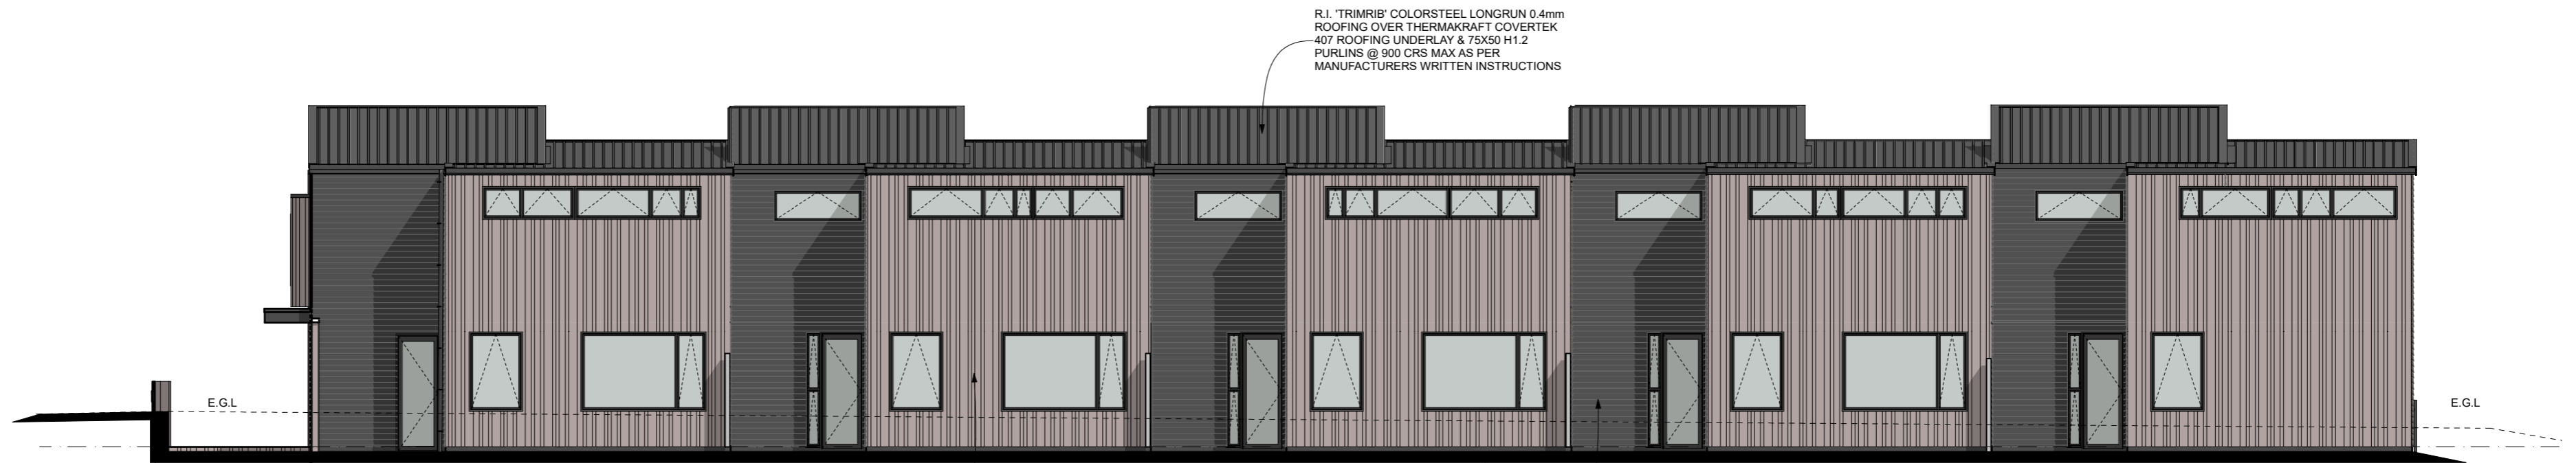 R.I. 'TRIMRIB' COLORSTEEL LONGRUN 0.4mm
ROOFING OVER THERMAKRAFT COVERTEK
407 ROOFING UNDERLAY & 75X50 H1.2
PURLINS @ 900 CRS MAX AS PER
MANUFACTURERS WRITTEN INSTRUCTIONS
E.G.L
E.G.L